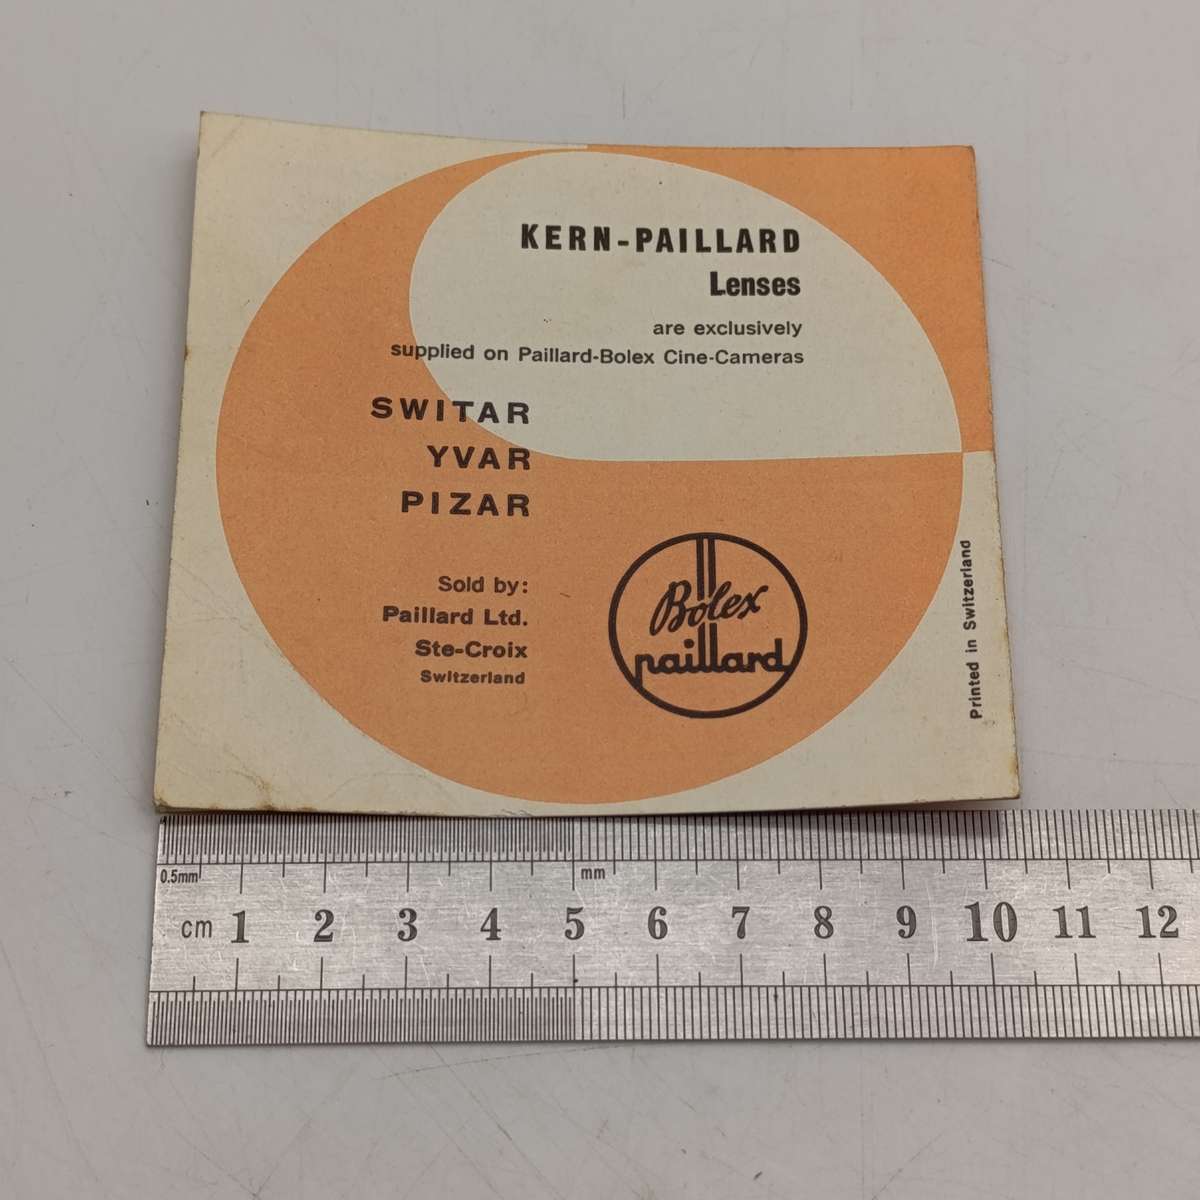 KERN-PAILLARD
Lenses
are exclusively
supplied on Paillard-Bolex Cine-Cameras
SWITAR
YVAR
PIZAR
Sold by:
Paillard Ltd.
Ste-Croix
Switzerland
Bolex
paillard
Printed in Switzerland
0.5mm
mm
cm 1 2 3 4 5 6 7 8 9 10 11 12